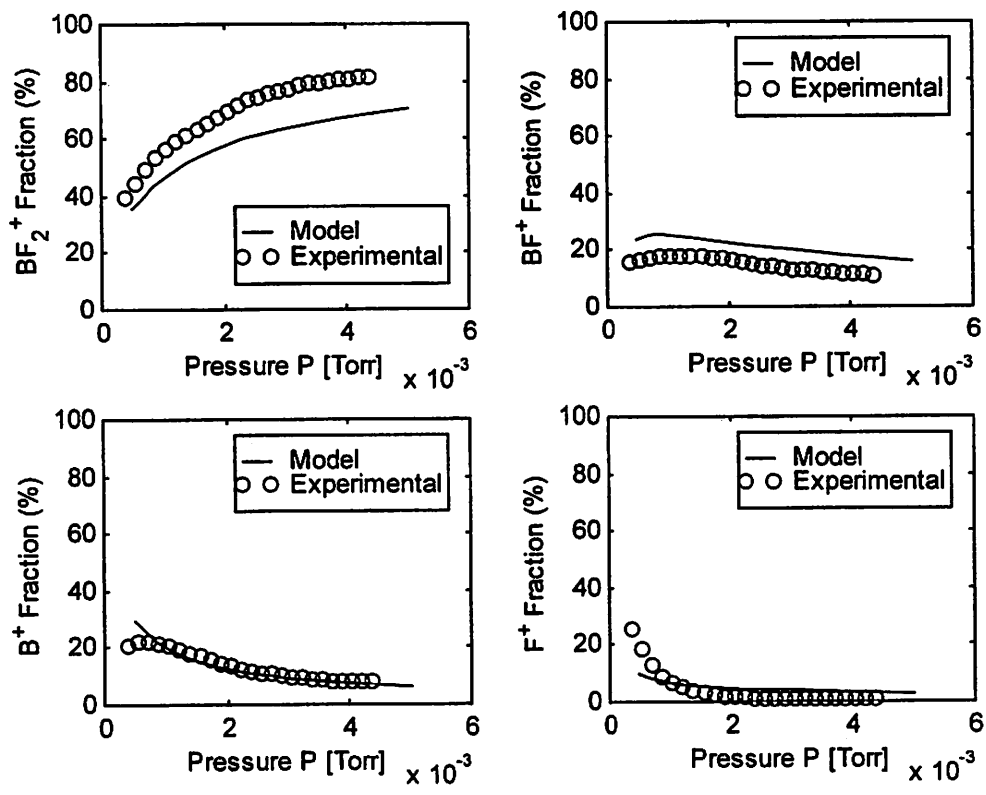 100
80
60
40
20
0
BF₂⁺ Fraction (%)
— Model
O O Experimental
0 2 4 6
Pressure P [Torr]
x 10⁻³
100
80
60
40
20
0
BF⁺ Fraction (%)
— Model
O O Experimental
0 2 4 6
Pressure P [Torr]
x 10⁻³
100
80
60
40
20
0
B⁺ Fraction (%)
— Model
O O Experimental
0 2 4 6
Pressure P [Torr]
x 10⁻³
100
80
60
40
20
0
F⁺ Fraction (%)
— Model
O O Experimental
0 2 4 6
Pressure P [Torr]
x 10⁻³